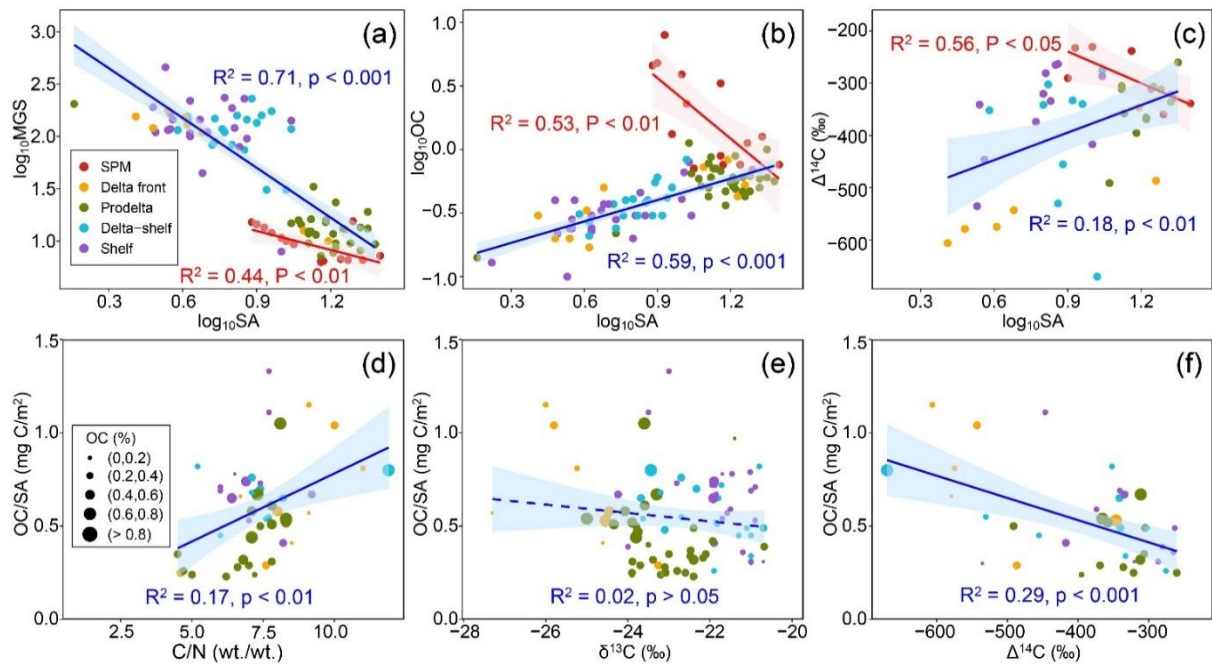 (a)
R² = 0.71, p < 0.001
R² = 0.44, P < 0.01
SPM
Delta front
Prodelta
Delta−shelf
Shelf
log₁₀MGS
3.0
2.5
2.0
1.5
1.0
0.3 0.6 0.9 1.2
log₁₀SA
(b)
R² = 0.53, P < 0.01
R² = 0.59, p < 0.001
log₁₀OC
1.0
0.5
0.0
−0.5
−1.0
0.3 0.6 0.9 1.2
log₁₀SA
(c)
R² = 0.56, P < 0.05
R² = 0.18, p < 0.01
Δ¹⁴C (‰)
−200
−300
−400
−500
−600
0.3 0.6 0.9 1.2
log₁₀SA
(d)
OC (%)
(0,0.2)
(0.2,0.4)
(0.4,0.6)
(0.6,0.8)
(> 0.8)
R² = 0.17, p < 0.01
OC/SA (mg C/m²)
1.5
1.0
0.5
0.0
2.5 5.0 7.5 10.0
C/N (wt./wt.)
(e)
R² = 0.02, p > 0.05
OC/SA (mg C/m²)
1.5
1.0
0.5
0.0
−28 −26 −24 −22 −20
δ¹³C (‰)
(f)
R² = 0.29, p < 0.001
OC/SA (mg C/m²)
1.5
1.0
0.5
0.0
−600 −500 −400 −300
Δ¹⁴C (‰)